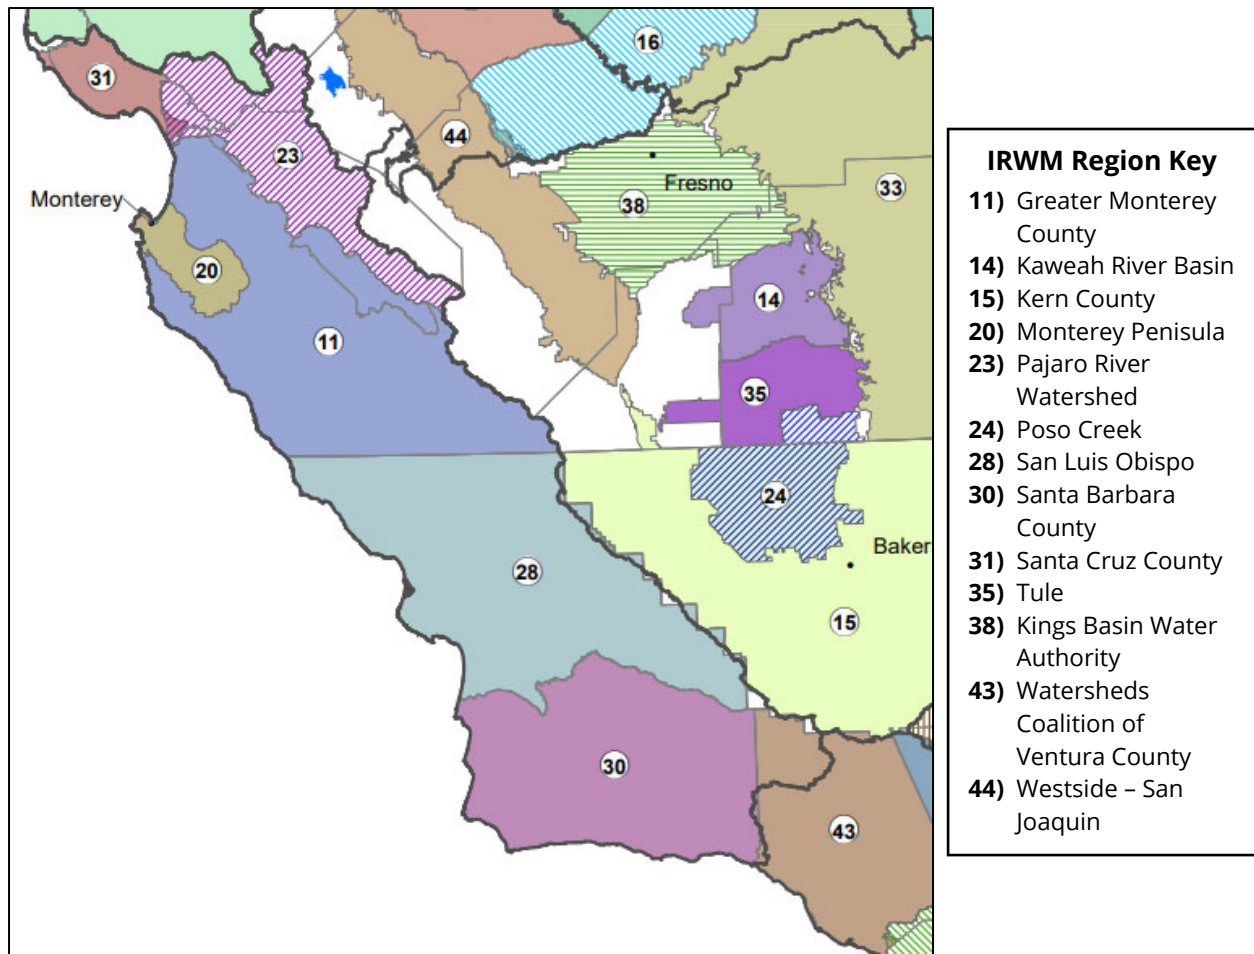 16
31
44
23
33
Monterey
Fresno
38
20
14
11
35
24
Baker
28
15
30
43
IRWM Region Key
11) Greater Monterey
County
14) Kaweah River Basin
15) Kern County
20) Monterey Penisula
23) Pajaro River
Watershed
24) Poso Creek
28) San Luis Obispo
30) Santa Barbara
County
31) Santa Cruz County
35) Tule
38) Kings Basin Water
Authority
43) Watersheds
Coalition of
Ventura County
44) Westside – San
Joaquin